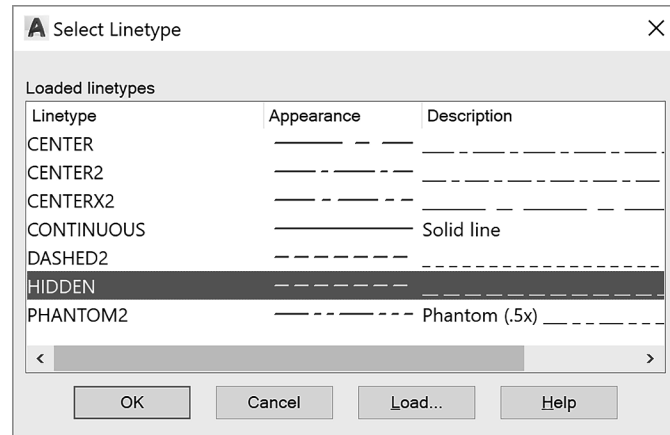 Select Linetype
Loaded linetypes
Linetype Appearance Description
CENTER
CENTER2
CENTERX2
CONTINUOUS Solid line
DASHED2
HIDDEN
PHANTOM2 Phantom (.5x)
OK Cancel Load... Help